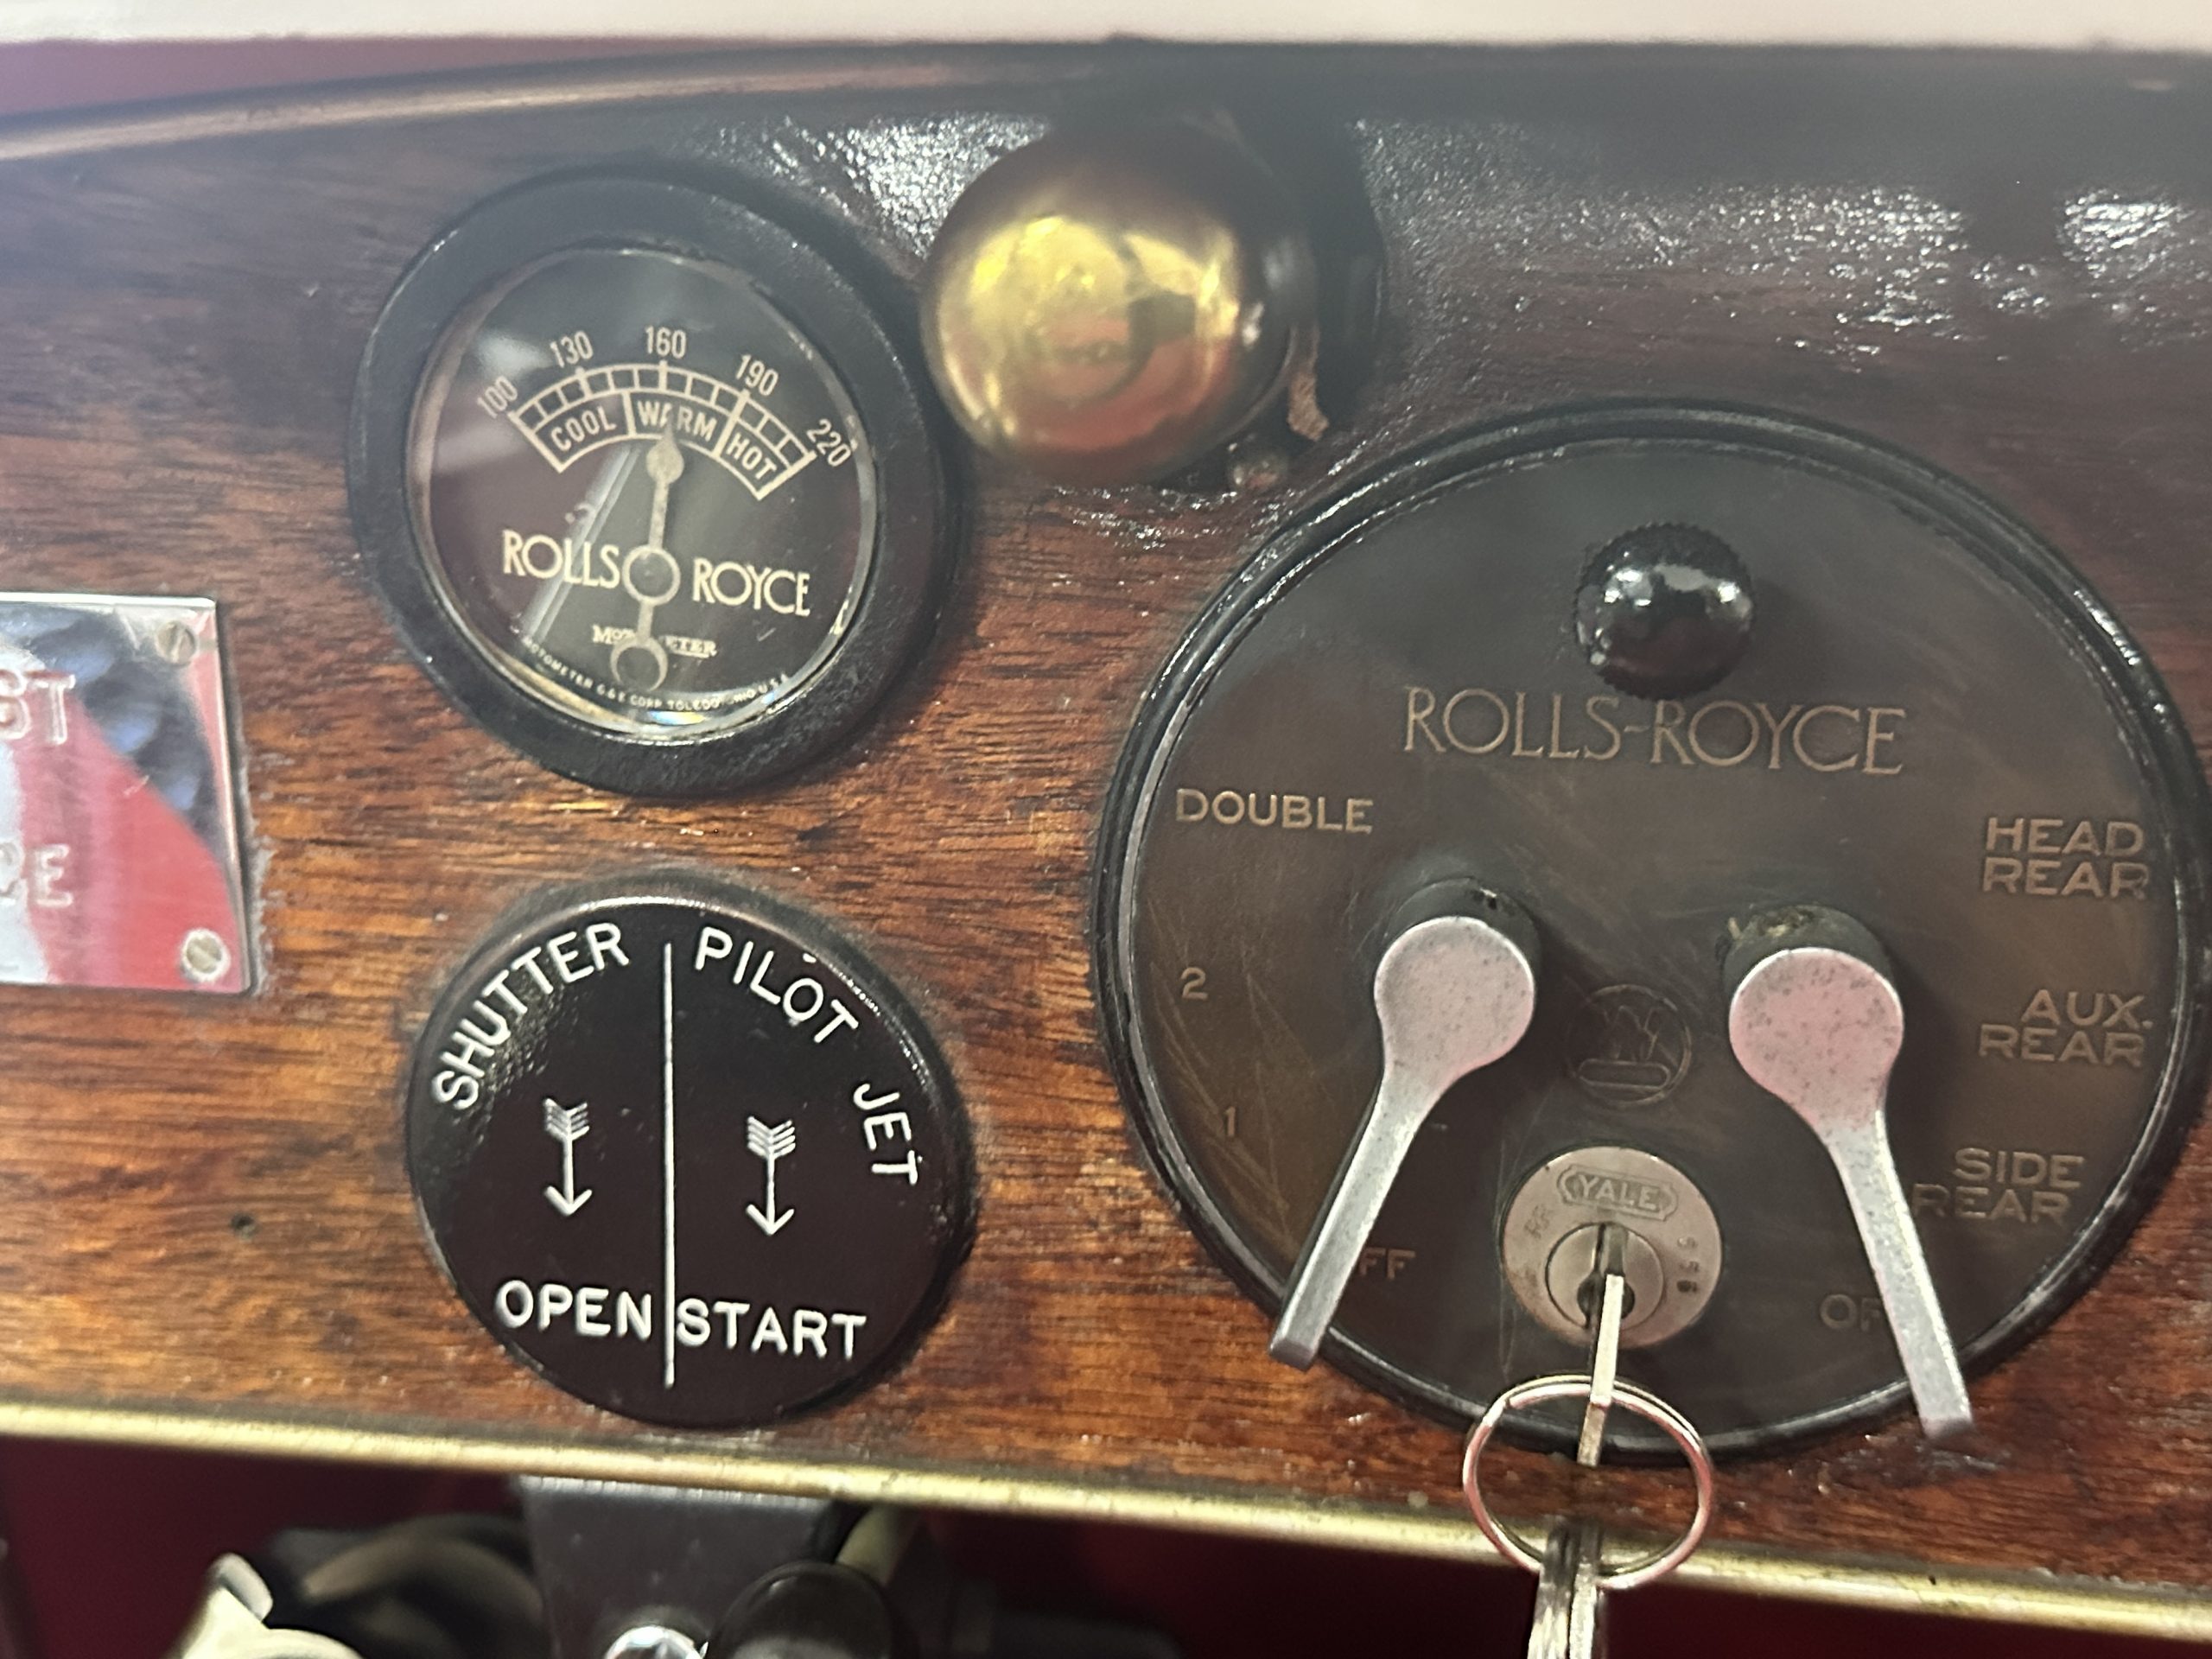 100 130 160 190 220
COOL WARM HOT
ROLLS ROYCE
SHUTTER
PILOT JET
OPEN
START
ROLLS-ROYCE
DOUBLE
2
1
HEAD
REAR
AUX.
REAR
SIDE
REAR
YALE